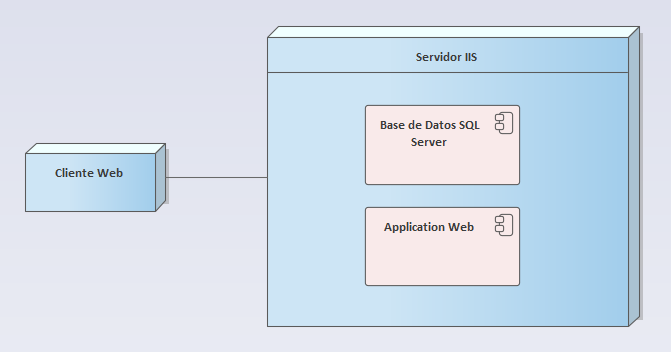 Servidor IIS
Base de Datos SQL
Server
Cliente Web
Application Web